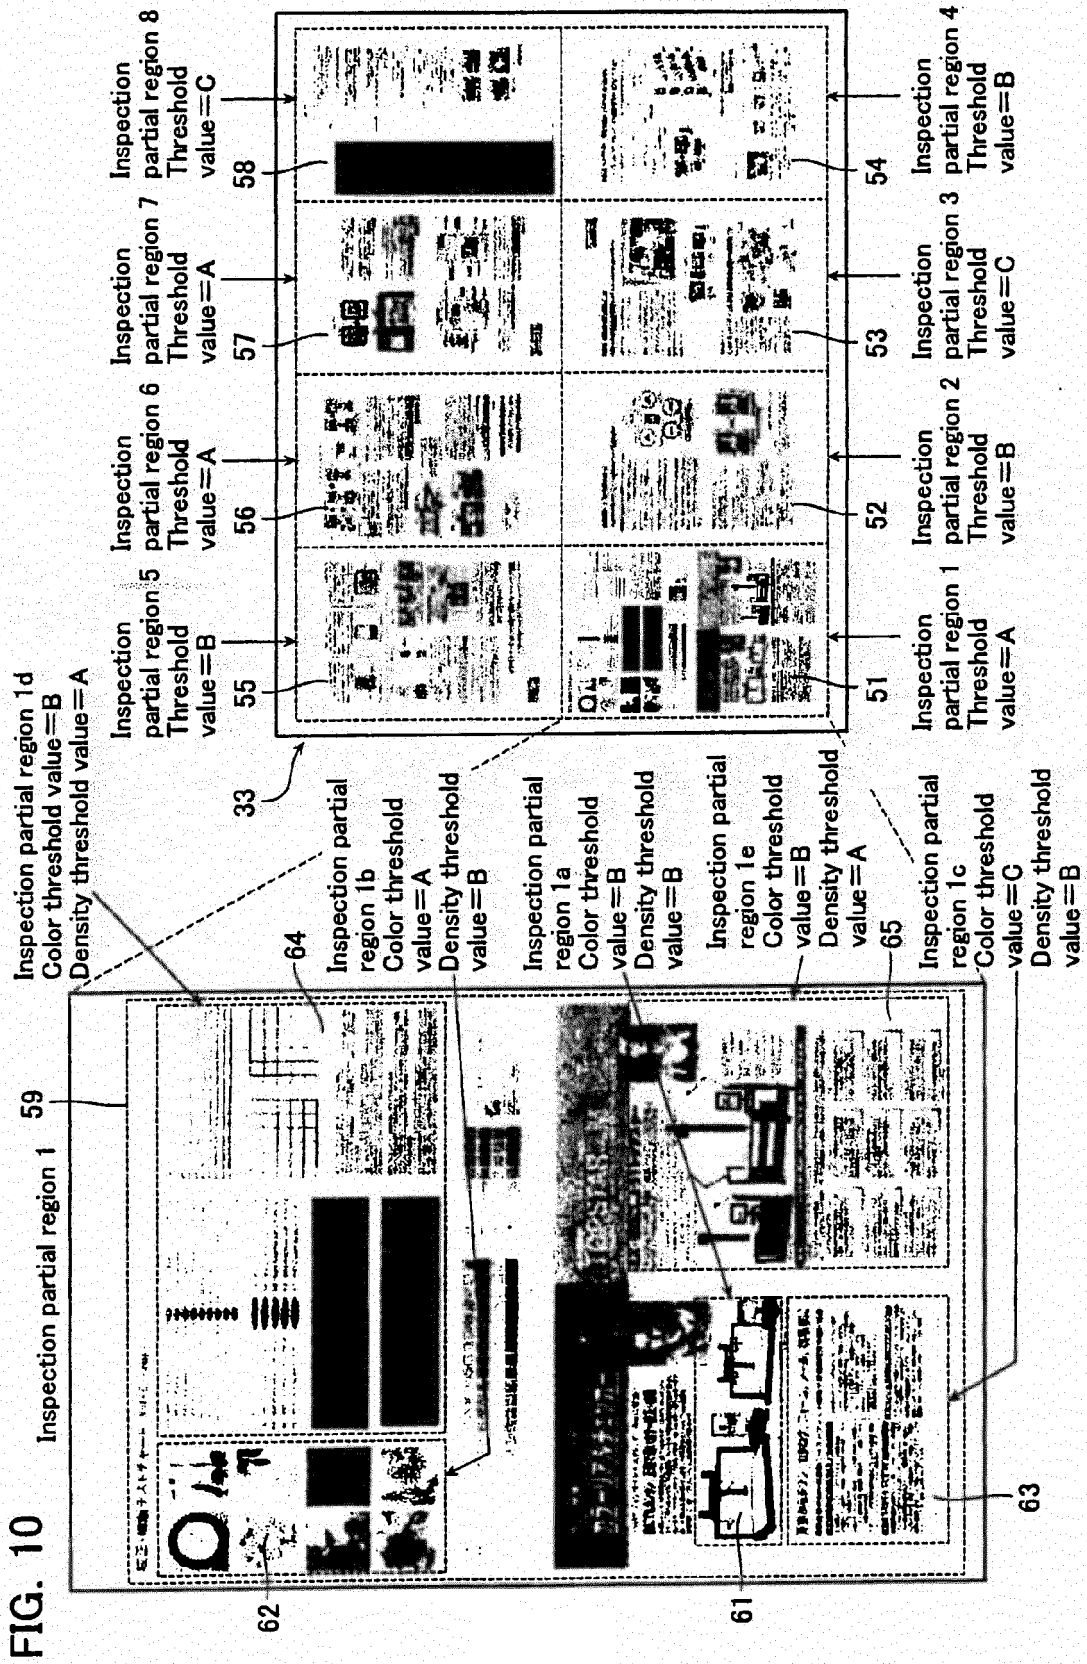 FIG. 10
Inspection partial region 1
59
Inspection partial region 1d
Color threshold value=B
Density threshold value=A
64
Inspection partial
region 1b
Color threshold
value=A
Density threshold
value=B
Inspection partial
region 1a
Color threshold
value=B
Density threshold
value=B
Inspection partial
region 1e
Color threshold
value=B
Density threshold
value=A
65
Inspection partial
region 1c
Color threshold
value=C
Density threshold
value=B
62
61
63
33
Inspection
partial region 5
Threshold
value=B
55
Inspection
partial region 6
Threshold
value=A
56
Inspection
partial region 7
Threshold
value=A
57
Inspection
partial region 8
Threshold
value=C
58
51
Inspection
partial region 1
Threshold
value=A
52
Inspection
partial region 2
Threshold
value=B
53
Inspection
partial region 3
Threshold
value=C
54
Inspection
partial region 4
Threshold
value=B